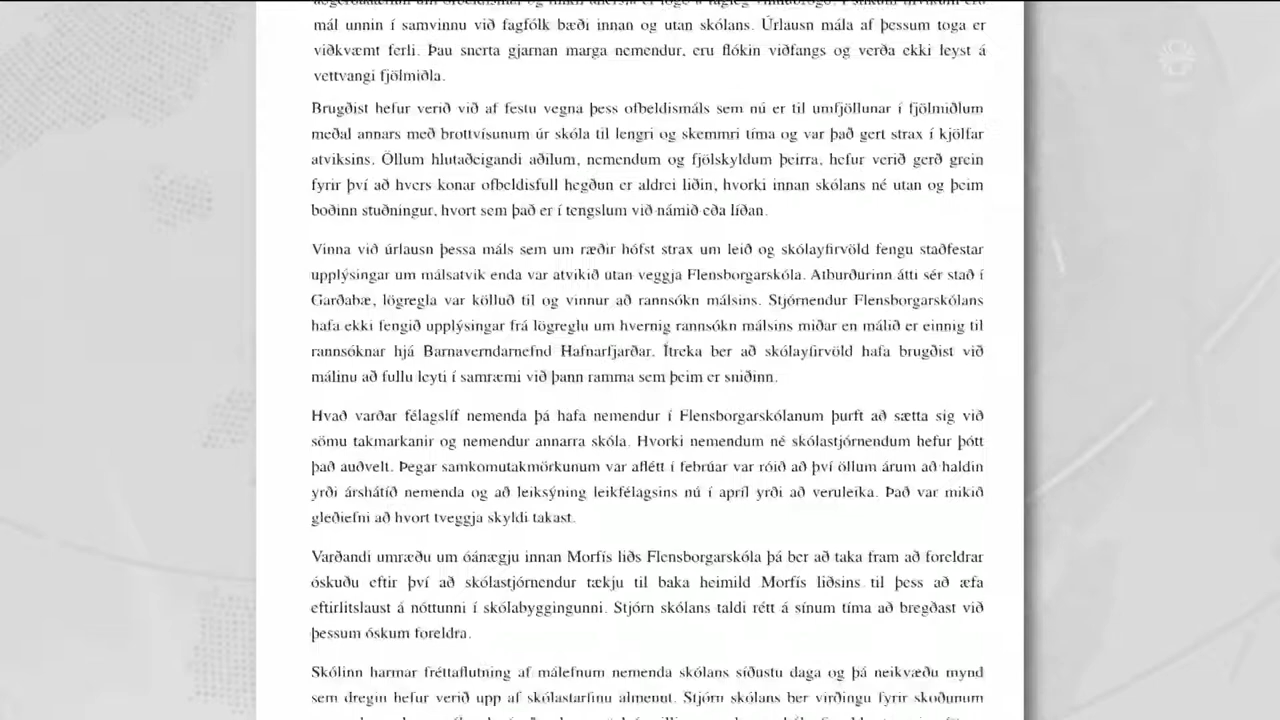 mál unnin í samvinnu við fagfólk bæði innan og utan skólans. Úrlausn mála af þessum toga er
viðkvæmt ferli. Þau snerta gjarnan marga nemendur, eru flókin viðfangs og verða ekki leyst á
vettvangi fjölmiðla.
Brugðist hefur verið við af festu vegna þess ofbeldismáls sem nú er til umfjöllunar í fjölmiðlum
meðal annars með brottvísunum úr skóla til lengri og skemmri tíma og var það gert strax í kjölfar
atviksins. Öllum hlutaðeigandi aðilum, nemendum og fjölskyldum þeirra, hefur verið gerð grein
fyrir því að hvers konar ofbeldisfull hegðun er aldrei liðin, hvorki innan skólans né utan og þeim
boðinn stuðningur, hvort sem það er í tengslum við námið eða líðan.
Vinna við úrlausn þessa máls sem um ræðir hófst strax um leið og skólayfirvöld fengu staðfestar
upplýsingar um málsatvik enda var atvikið utan veggja Flensborgarskóla. Atburðurinn átti sér stað í
Garðabæ, lögregla var kölluð til og vinnur að rannsókn málsins. Stjórnendur Flensborgarskólans
hafa ekki fengið upplýsingar frá lögreglu um hvernig rannsókn málsins miðar en málið er einnig til
rannsóknar hjá Barnaverndarnefnd Hafnarfjarðar. Ítreka ber að skólayfirvöld hafa brugðist við
málinu að fullu leyti í samræmi við þann ramma sem þeim er sniðinn.
Hvað varðar félagslíf nemenda þá hafa nemendur í Flensborgarskólanum þurft að sætta sig við
sömu takmarkanir og nemendur annarra skóla. Hvorki nemendum né skólastjórnendum hefur þótt
það auðvelt. Þegar samkomutakmörkunum var aflétt í febrúar var róið að því öllum árum að haldin
yrði árshátíð nemenda og að leiksýning leikfélagsins nú í apríl yrði að veruleika. Það var mikið
gleðiefni að hvort tveggja skyldi takast.
Varðandi umræðu um óánægju innan Morfís liðs Flensborgarskóla þá ber að taka fram að foreldrar
óskuðu eftir því að skólastjórnendur tækju til baka heimild Morfís liðsins til þess að æfa
eftirlitslaust á nóttunni í skólabyggingunni. Stjórn skólans taldi rétt á sínum tíma að bregðast við
þessum óskum foreldra.
Skólinn harmar fréttaflutning af málefnum nemenda skólans síðustu daga og þá neikvæðu mynd
sem dregin hefur verið upp af skólastarfinu almennt. Stjórn skólans ber virðingu fyrir skoðunum